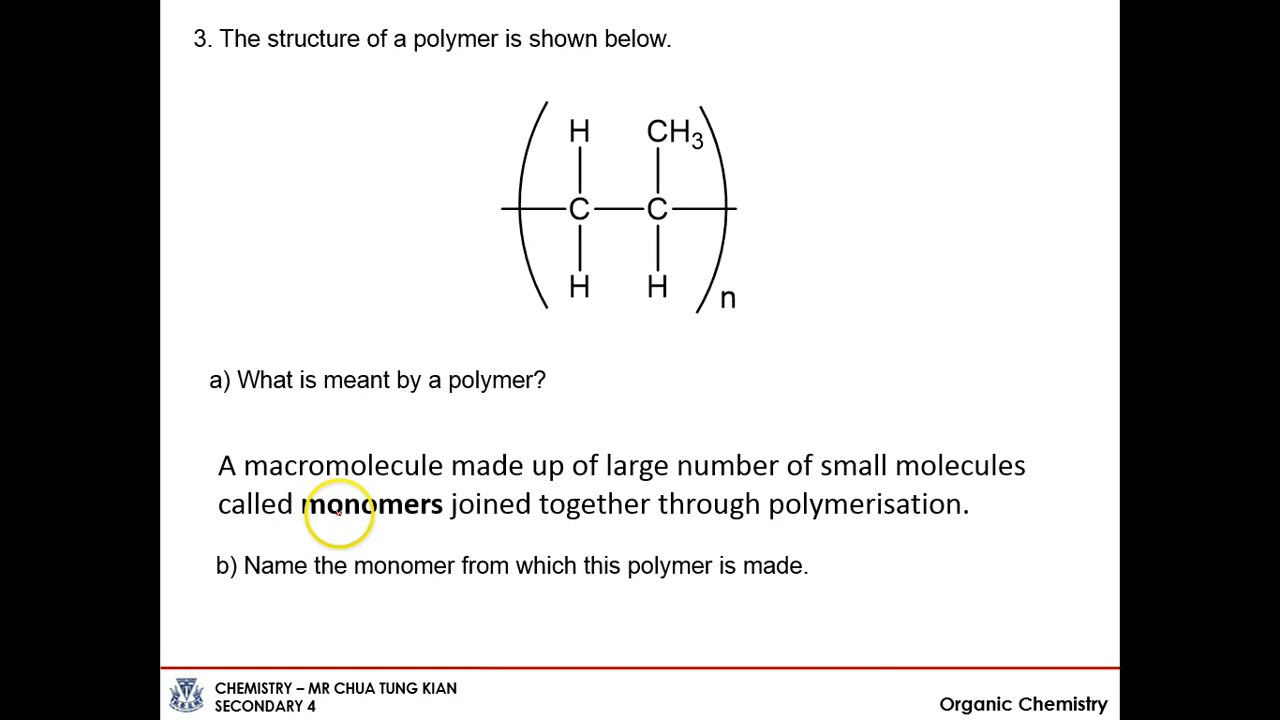 3. The structure of a polymer is shown below.
H CH3
C C
H H
n
a) What is meant by a polymer?
A macromolecule made up of large number of small molecules
called monomers joined together through polymerisation.
b) Name the monomer from which this polymer is made.
CHEMISTRY – MR CHUA TUNG KIAN
SECONDARY 4
Organic Chemistry